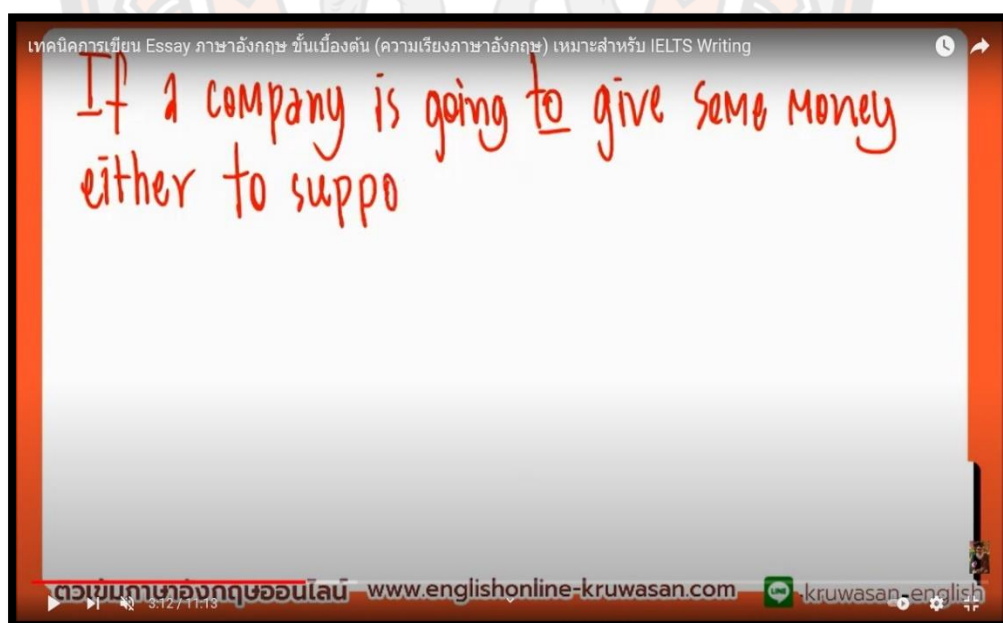 เทคนิคการเขียน Essay ภาษาอังกฤษ ขั้นเบื้องต้น (ความเรียงภาษาอังกฤษ) เหมาะสำหรับ IELTS Writing
If a company is going to give some money
either to suppo
ติวเข้มภาษาอังกฤษออนไลน์ www.englishonline-kruwasan.com LINE -kruwasan-english
3:12 / 11:13